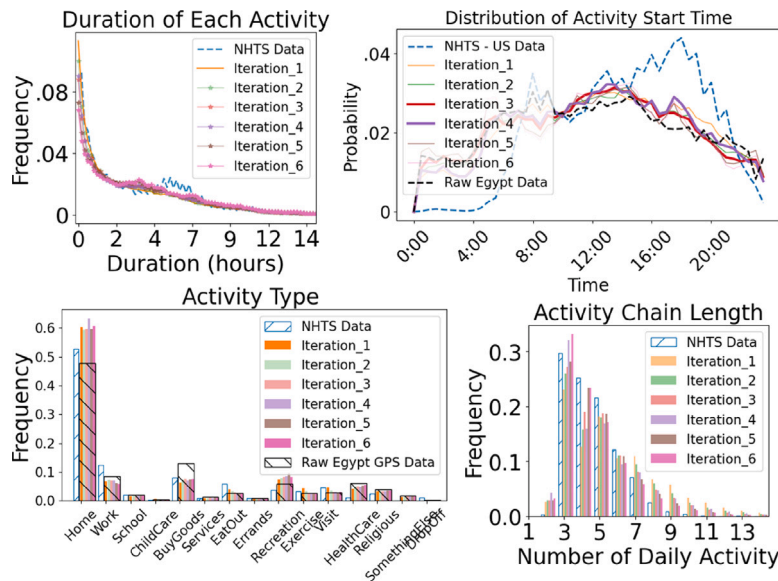 Duration of Each Activity
Frequency
.08
.04
0
0
2
4
7
9
12
14
Duration (hours)
NHTS Data
Iteration_1
Iteration_2
Iteration_3
Iteration_4
Iteration_5
Iteration_6
Distribution of Activity Start Time
Probability
.04
.02
0
0:00
4:00
8:00
12:00
16:00
20:00
Time
NHTS - US Data
Iteration_1
Iteration_2
Iteration_3
Iteration_4
Iteration_5
Iteration_6
Raw Egypt Data
Activity Type
Frequency
0.6
0.5
0.4
0.3
0.2
0.1
0.0
Home
Work
School
ChildCare
BuyGoods
Services
EatOut
Errands
Recreation
Exercise
Visit
HealthCare
Religious
SomethingElse
DropOff
NHTS Data
Iteration_1
Iteration_2
Iteration_3
Iteration_4
Iteration_5
Iteration_6
Raw Egypt GPS Data
Activity Chain Length
Frequency
0.3
0.2
0.1
0.0
1
3
5
7
9
11
13
Number of Daily Activity
NHTS Data
Iteration_1
Iteration_2
Iteration_3
Iteration_4
Iteration_5
Iteration_6